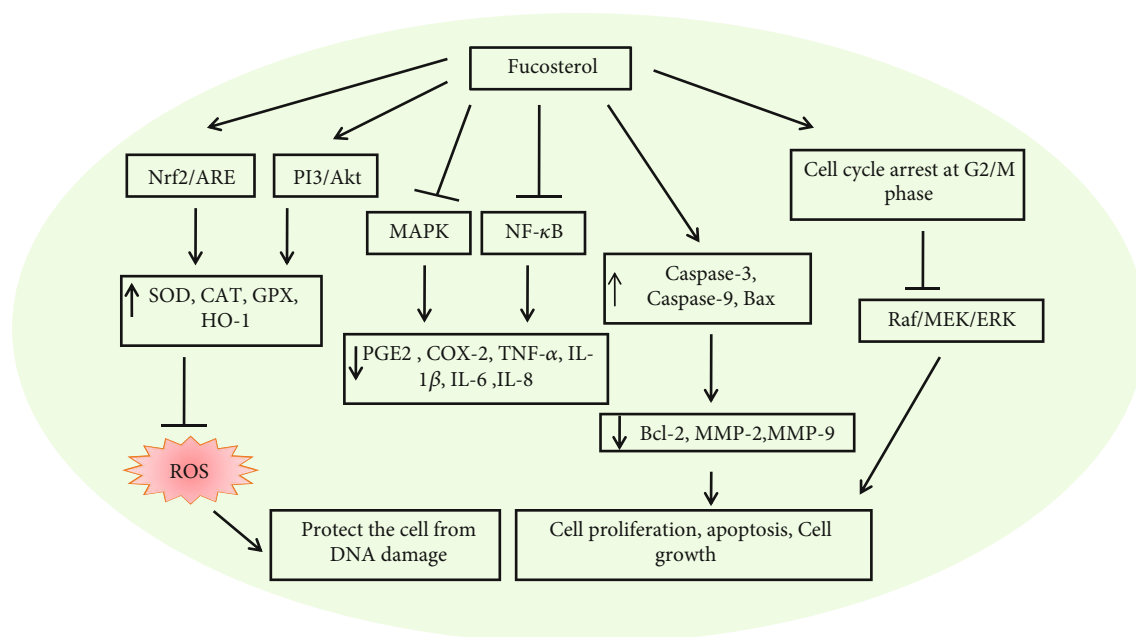 Fucosterol
Nrf2/ARE
PI3/Akt
MAPK
NF-κB
Cell cycle arrest at G2/M
phase
SOD, CAT, GPX,
HO-1
Caspase-3,
Caspase-9, Bax
Raf/MEK/ERK
PGE2 , COX-2, TNF-α, IL-
1β, IL-6 ,IL-8
Bcl-2, MMP-2,MMP-9
ROS
Protect the cell from
DNA damage
Cell proliferation, apoptosis, Cell
growth